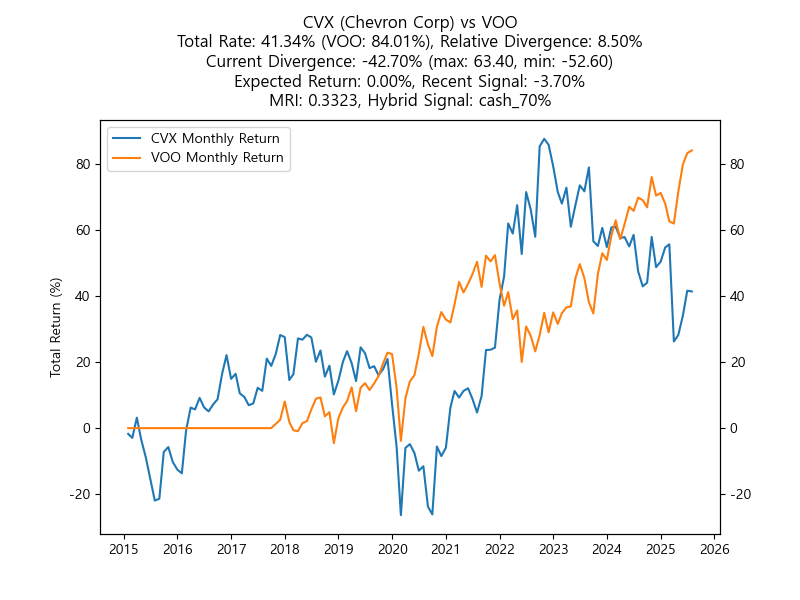 CVX (Chevron Corp) vs VOO
Total Rate: 41.34% (VOO: 84.01%), Relative Divergence: 8.50%
Current Divergence: -42.70% (max: 63.40, min: -52.60)
Expected Return: 0.00%, Recent Signal: -3.70%
MRI: 0.3323, Hybrid Signal: cash_70%
CVX Monthly Return
VOO Monthly Return
Total Return (%)
80
60
40
20
0
-20
80
60
40
20
0
-20
2015 2016 2017 2018 2019 2020 2021 2022 2023 2024 2025 2026